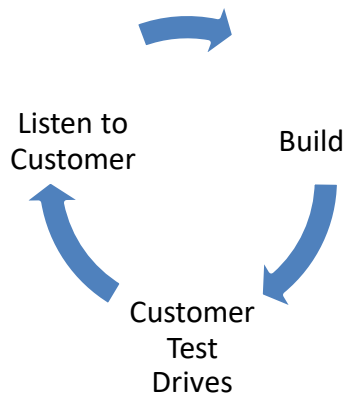 Listen to
Customer
Build
Customer
Test
Drives